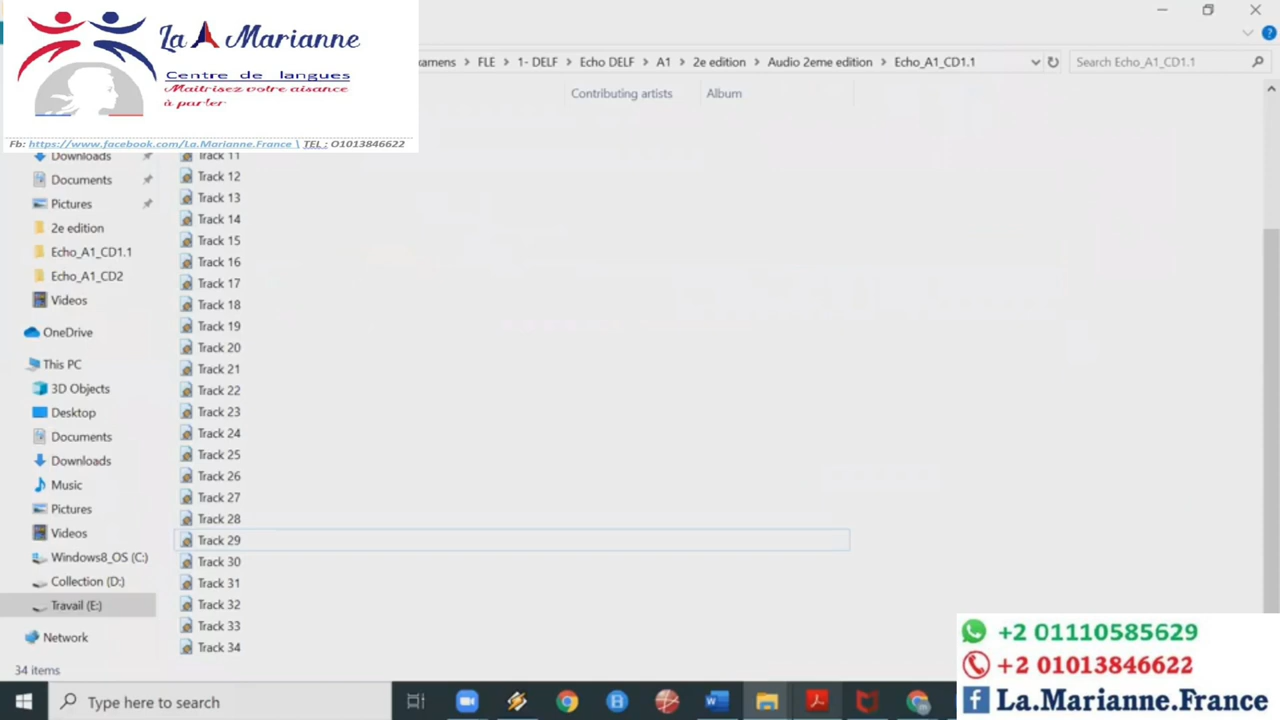 La Marianne
Centre de langues
Maîtrisez votre aisance
à parler
Fb: https://www.facebook.com/La.Marianne.France \ TEL : O1013846622
xamens > FLE > 1- DELF > Echo DELF > A1 > 2e edition > Audio 2eme edition > Echo_A1_CD1.1
Search Echo_A1_CD1.1
Contributing artists
Album
Downloads
Documents
Pictures
2e edition
Echo_A1_CD1.1
Echo_A1_CD2
Videos
OneDrive
This PC
3D Objects
Desktop
Documents
Downloads
Music
Pictures
Videos
Windows8_OS (C:)
Collection (D:)
Travail (E:)
Network
Track 11
Track 12
Track 13
Track 14
Track 15
Track 16
Track 17
Track 18
Track 19
Track 20
Track 21
Track 22
Track 23
Track 24
Track 25
Track 26
Track 27
Track 28
Track 29
Track 30
Track 31
Track 32
Track 33
Track 34
34 items
Type here to search
+2 01110585629
+2 01013846622
La.Marianne.France